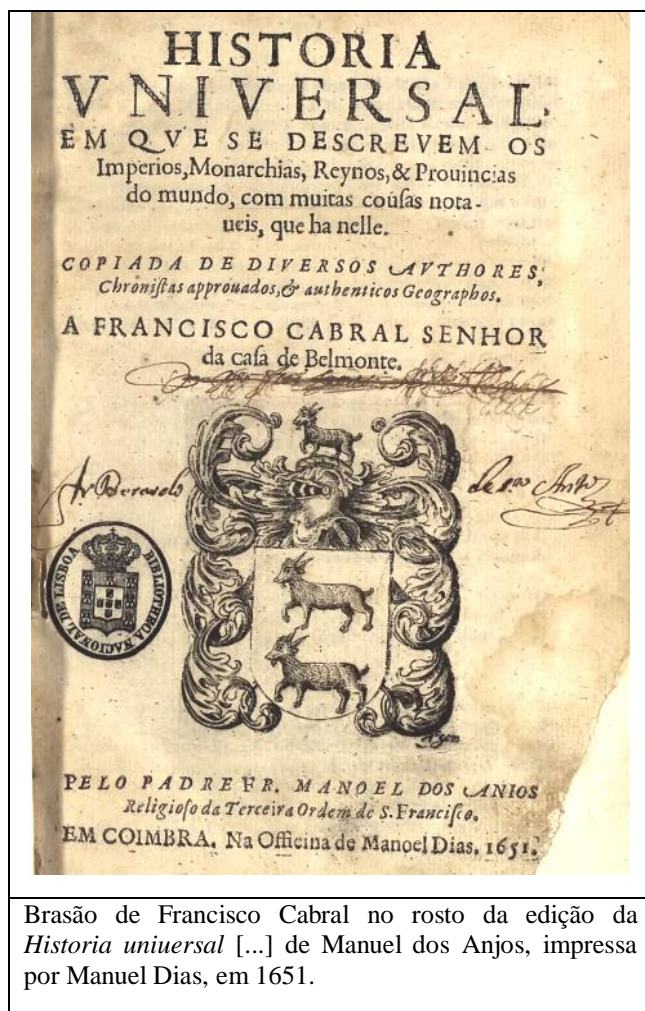 HISTORIA
VNIVERSAL.
EM QVE SE DESCREVEM OS
Imperios, Monarchias, Reynos, & Prouincias
do mundo, com muitas cousas nota-
ueis, que ha nelle.
COPIADA DE DIVERSOS AVTHORES,
Chroniſtas approuados, & authenticos Geographos.
A FRANCISCO CABRAL SENHOR
da caſa de Belmonte.
BIBLIOTHECA NACIONAL DE LISBOA
PELO PADRE FR. MANOEL DOS ANIOS
Religioſo da Terceira Ordem de S. Franciſco.
EM COIMBRA. Na Officina de Manoel Dias. 1651.
Brasão de Francisco Cabral no rosto da edição da
Historia uniuersal [...] de Manuel dos Anjos, impressa
por Manuel Dias, em 1651.